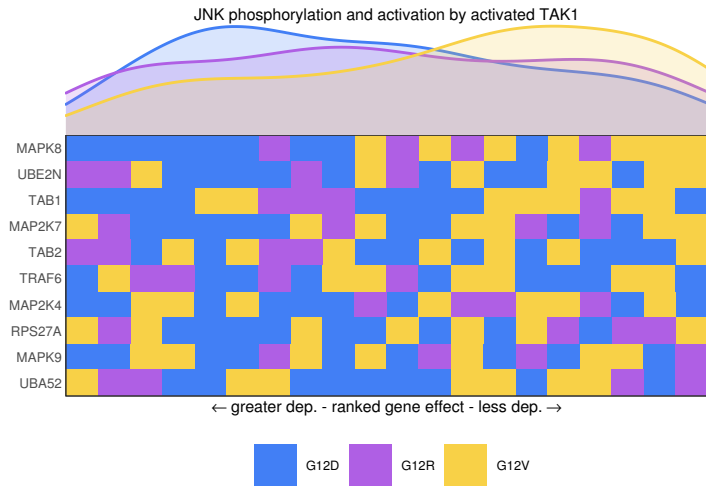 JNK phosphorylation and activation by activated TAK1
MAPK8
UBE2N
TAB1
MAP2K7
TAB2
TRAF6
MAP2K4
RPS27A
MAPK9
UBA52
← greater dep. - ranked gene effect - less dep. →
G12D G12R G12V